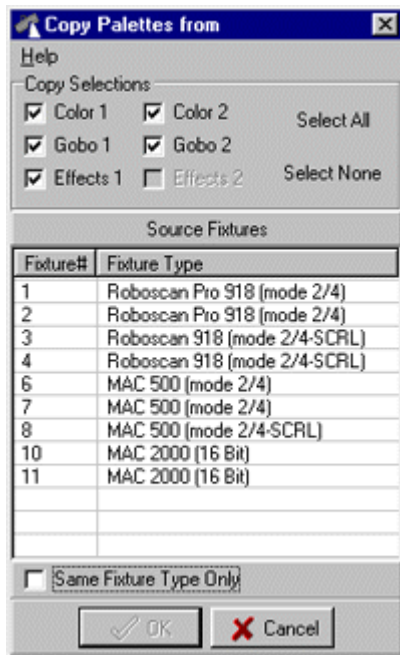 Copy Palettes from
Help
Copy Selections
Color 1 Color 2 Select All
Gobo 1 Gobo 2
Effects 1 Effects 2 Select None
Source Fixtures
Fixture# Fixture Type
1 Roboscan Pro 918 (mode 2/4)
2 Roboscan Pro 918 (mode 2/4)
3 Roboscan 918 (mode 2/4-SCRL)
4 Roboscan 918 (mode 2/4-SCRL)
6 MAC 500 (mode 2/4)
7 MAC 500 (mode 2/4)
8 MAC 500 (mode 2/4-SCRL)
10 MAC 2000 (16 Bit)
11 MAC 2000 (16 Bit)
Same Fixture Type Only
OK Cancel